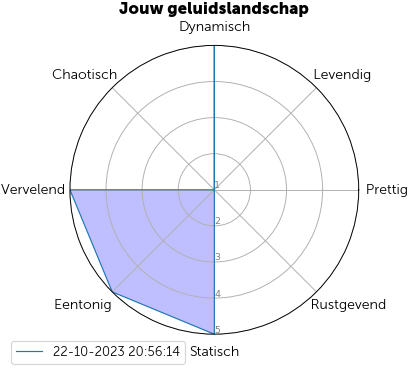 Jouw geluidslandschap
Dynamisch
Chaotisch
Levendig
Vervelend
1
Prettig
2
3
4
Eentonig
Rustgevend
5
22-10-2023 20:56:14
Statisch